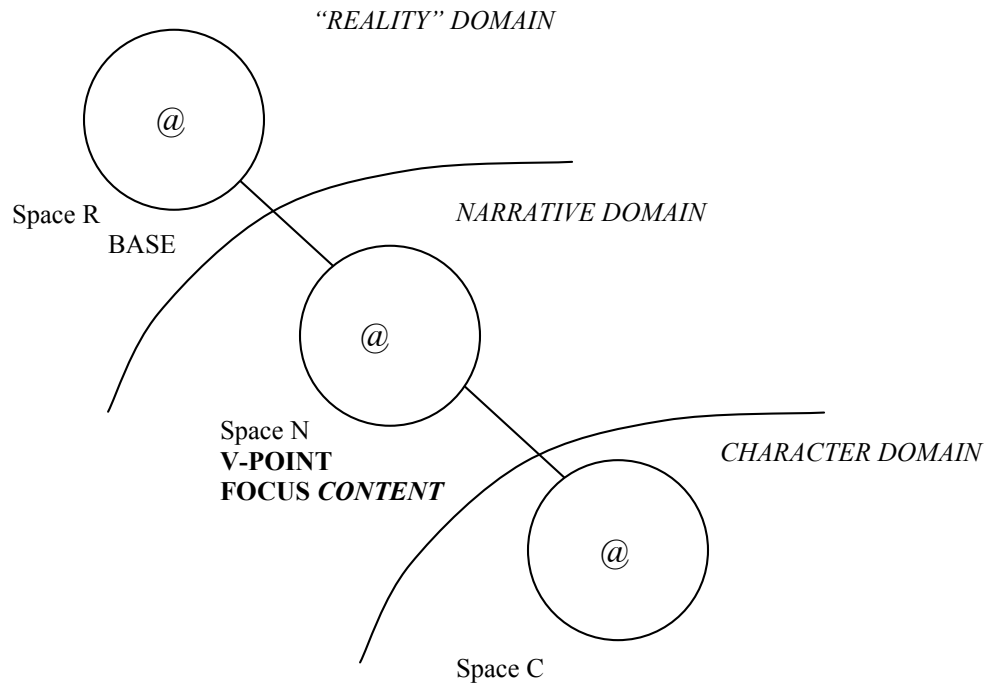 “REALITY” DOMAIN
@
Space R
BASE
NARRATIVE DOMAIN
@
Space N
V-POINT
FOCUS CONTENT
CHARACTER DOMAIN
@
Space C